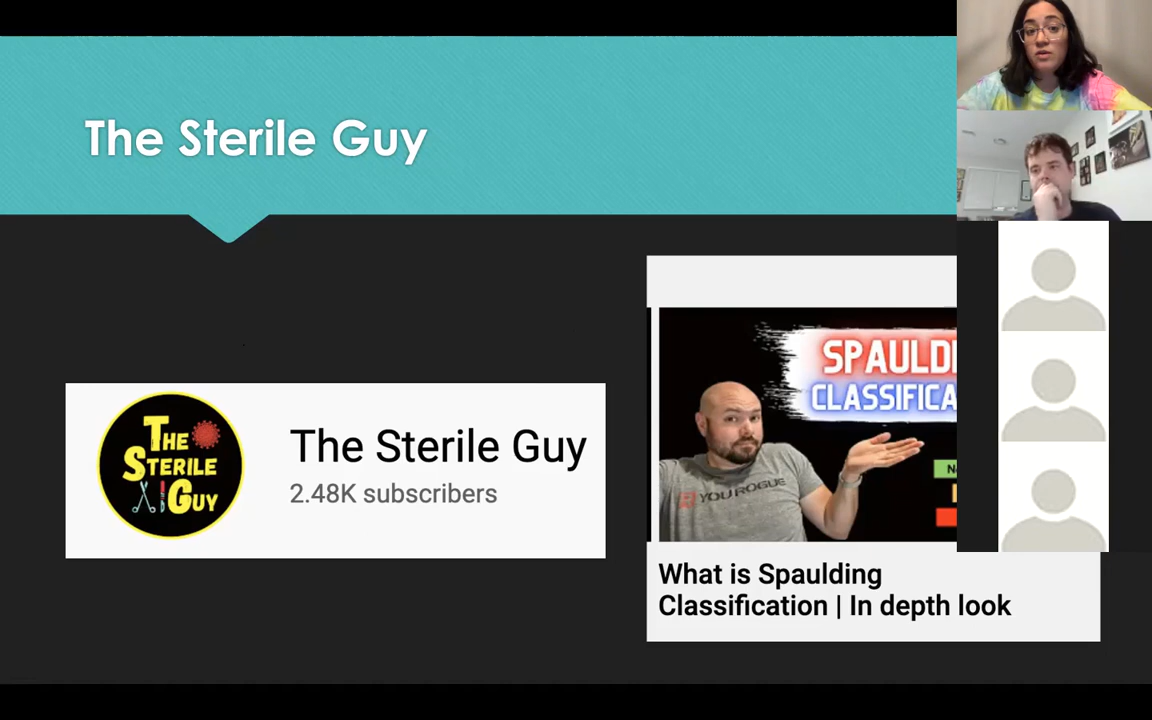 The Sterile Guy
THE
STERILE
GUY
The Sterile Guy
2.48K subscribers
CLASSIFICA
YOU ROGUE
What is Spaulding
Classification | In depth look